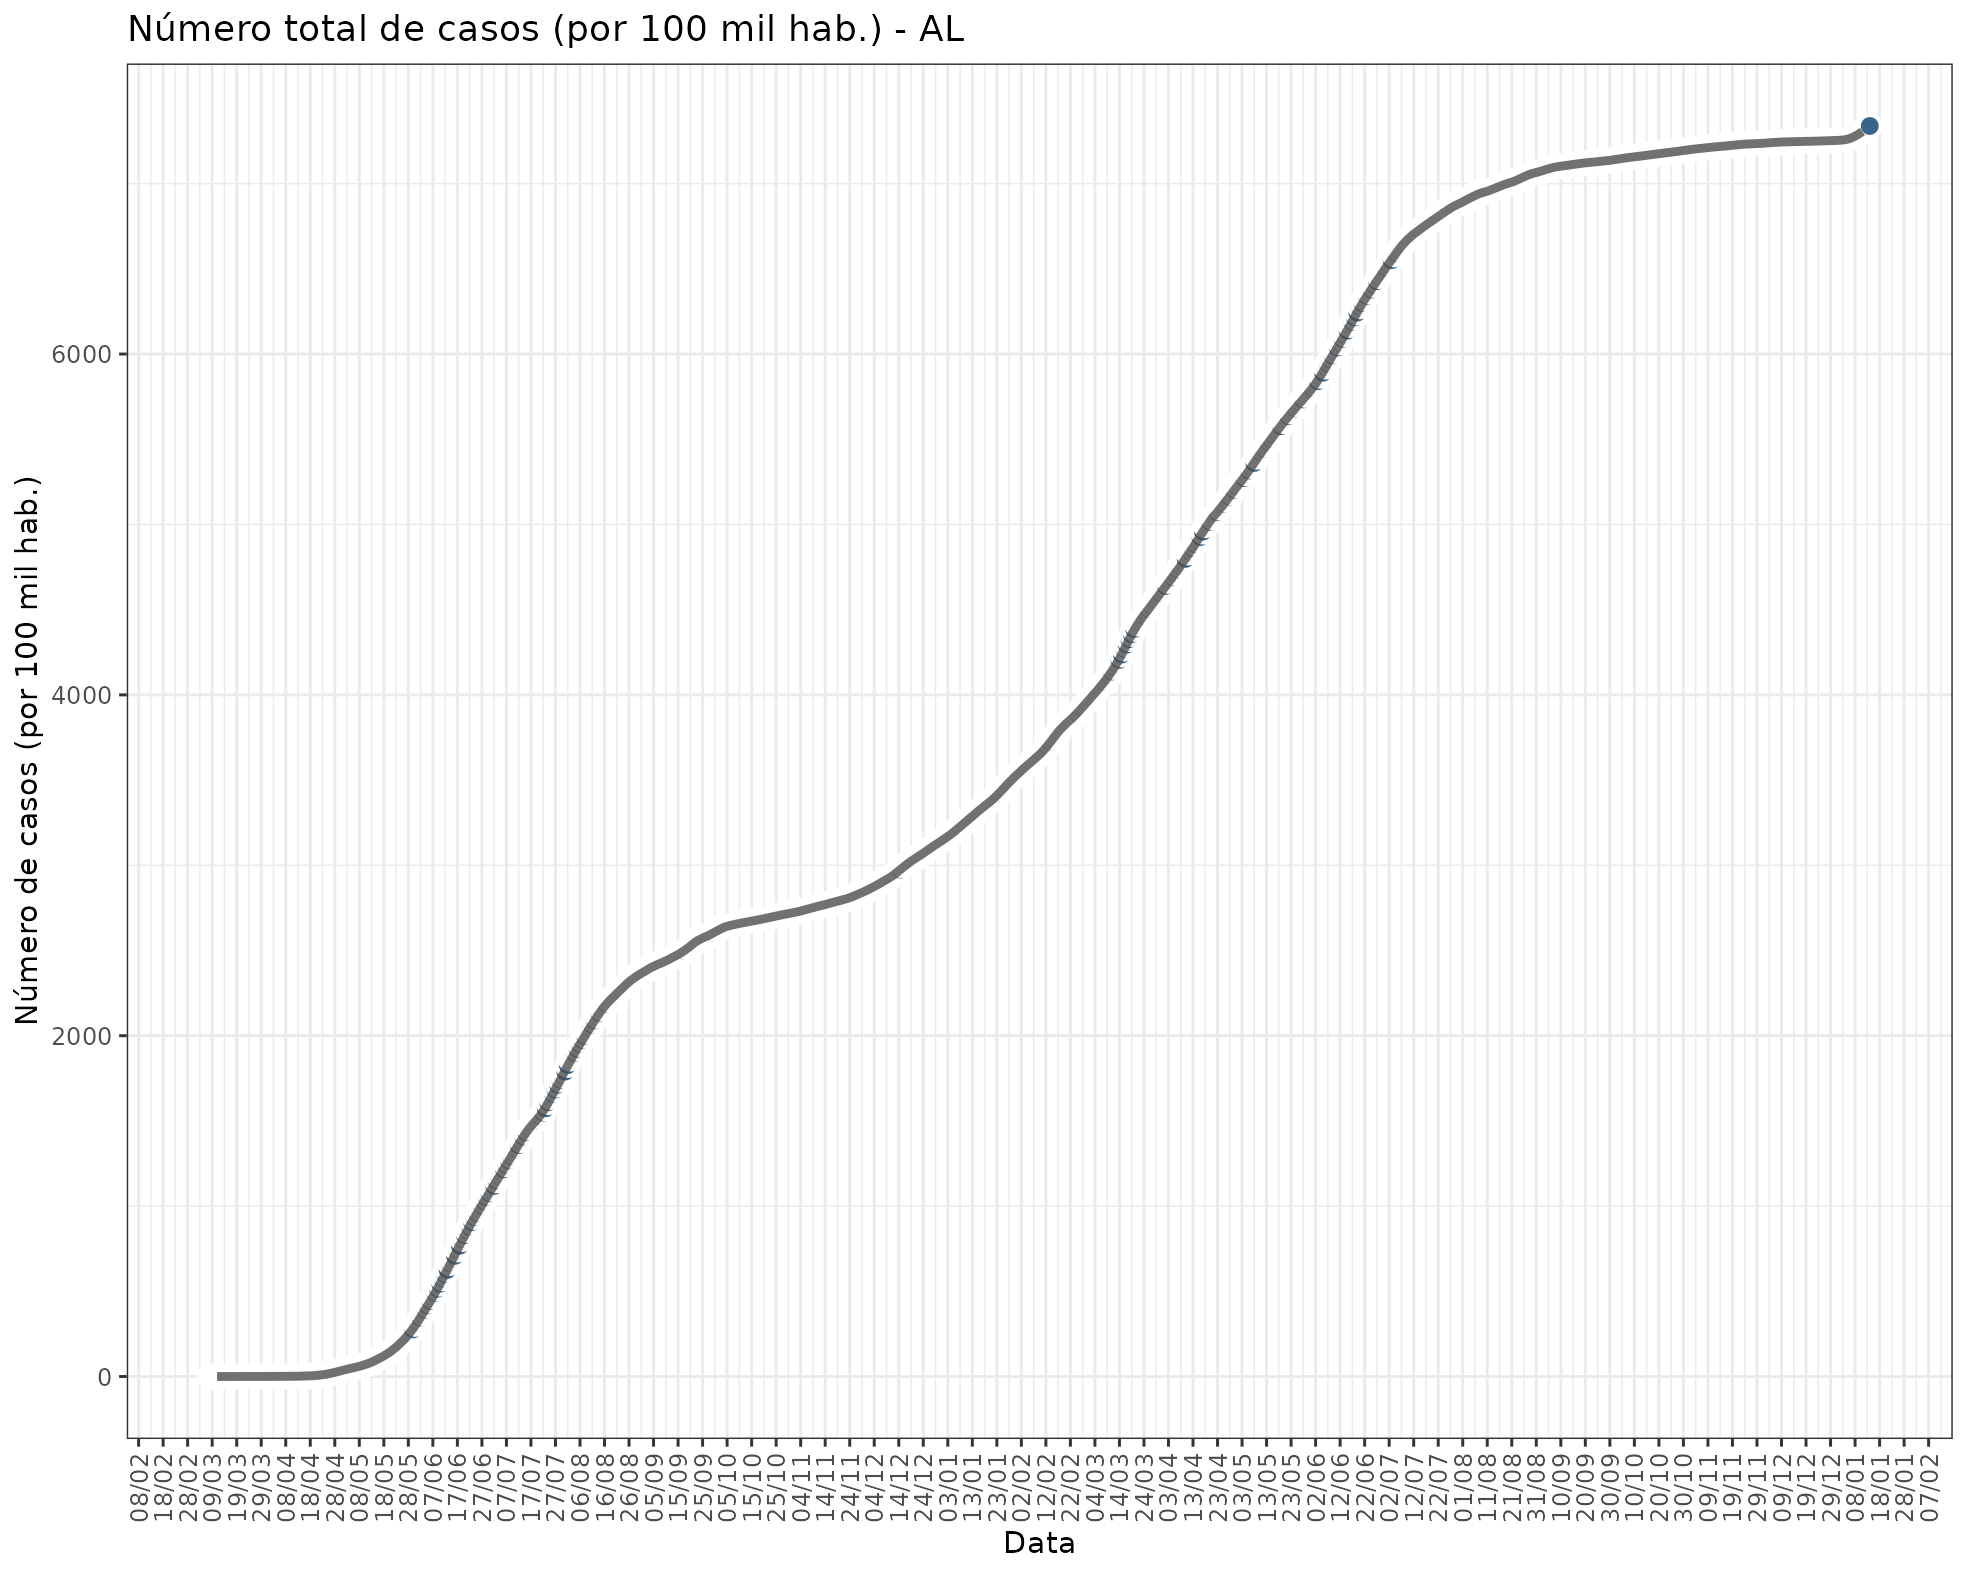 Número total de casos (por 100 mil hab.) - AL
Número de casos (por 100 mil hab.)
6000
4000
2000
0
08/02 18/02 28/02 09/03 19/03 29/03 08/04 18/04 28/04 08/05 18/05 28/05 07/06 17/06 27/06 07/07 17/07 27/07 06/08 16/08 26/08 05/09 15/09 25/09 05/10 15/10 25/10 04/11 14/11 24/11 04/12 14/12 24/12 03/01 13/01 23/01 02/02 12/02 22/02 04/03 14/03 24/03 03/04 13/04 23/04 03/05 13/05 23/05 02/06 12/06 22/06 02/07 12/07 22/07 01/08 11/08 21/08 31/08 10/09 20/09 30/09 10/10 20/10 30/10 09/11 19/11 29/11 09/12 19/12 29/12 08/01 18/01 28/01 07/02
Data